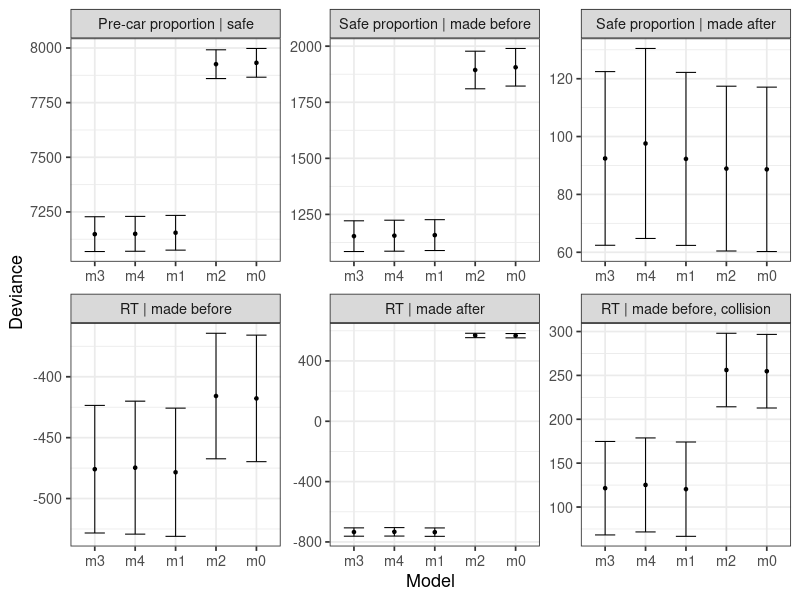 Pre-car proportion | safe
Safe proportion | made before
Safe proportion | made after
8000
7750
7500
7250
2000
1750
1500
1250
120
100
80
60
m3 m4 m1 m2 m0
m3 m4 m1 m2 m0
m3 m4 m1 m2 m0
Deviance
RT | made before
RT | made after
RT | made before, collision
-400
-450
-500
400
0
-400
-800
300
250
200
150
100
m3 m4 m1 m2 m0
m3 m4 m1 m2 m0
m3 m4 m1 m2 m0
Model